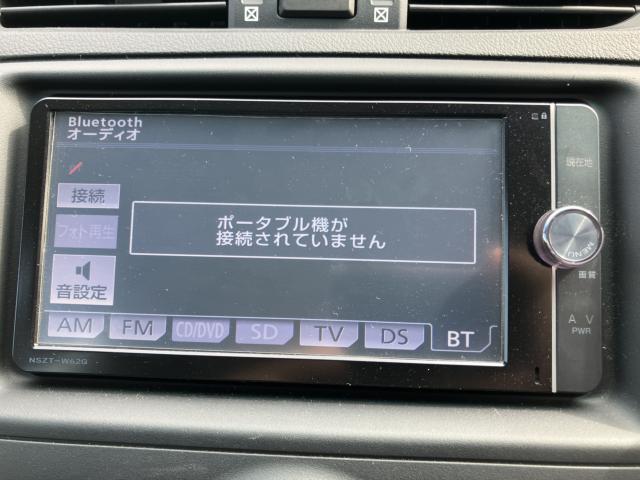 Bluetooth
オーディオ
接続
フォト再生
音設定
ポータブル機が
接続されていません
AM FM CD/DVD SD TV DS BT
NSZT-W62G
現在地
MENU
画質
AV
PWR